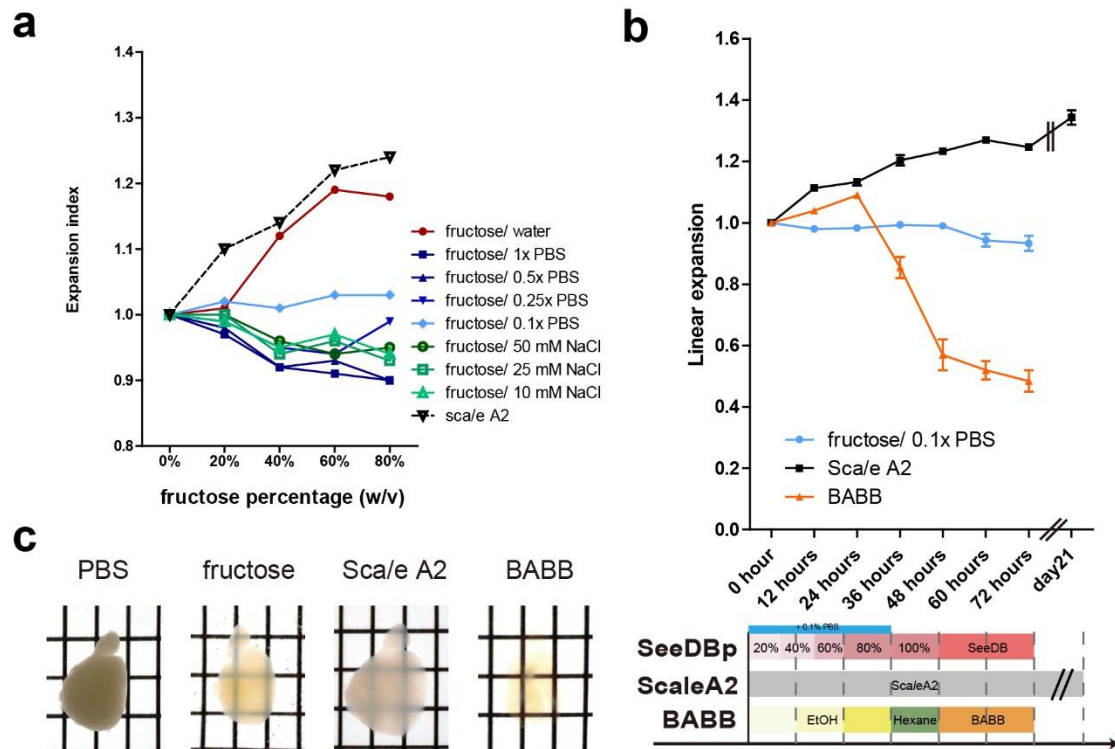 a
1.4
1.3
1.2
1.1
1.0
0.9
0.8
Expansion index
0%
20%
40%
60%
80%
fructose percentage (w/v)
fructose/ water
fructose/ 1x PBS
fructose/ 0.5x PBS
fructose/ 0.25x PBS
fructose/ 0.1x PBS
fructose/ 50 mM NaCl
fructose/ 25 mM NaCl
fructose/ 10 mM NaCl
sca/e A2
b
1.6
1.4
1.2
1.0
0.8
0.6
0.4
0.2
0.0
Linear expansion
fructose/ 0.1x PBS
Sca/e A2
BABB
0 hour
12 hours
24 hours
36 hours
48 hours
60 hours
72 hours
day21
+ 0.1% PBS
SeeDBp 20% 40% 60% 80% 100% SeeDB
ScaleA2 Sca/eA2
BABB EtOH Hexane BABB
c
PBS fructose Sca/e A2 BABB